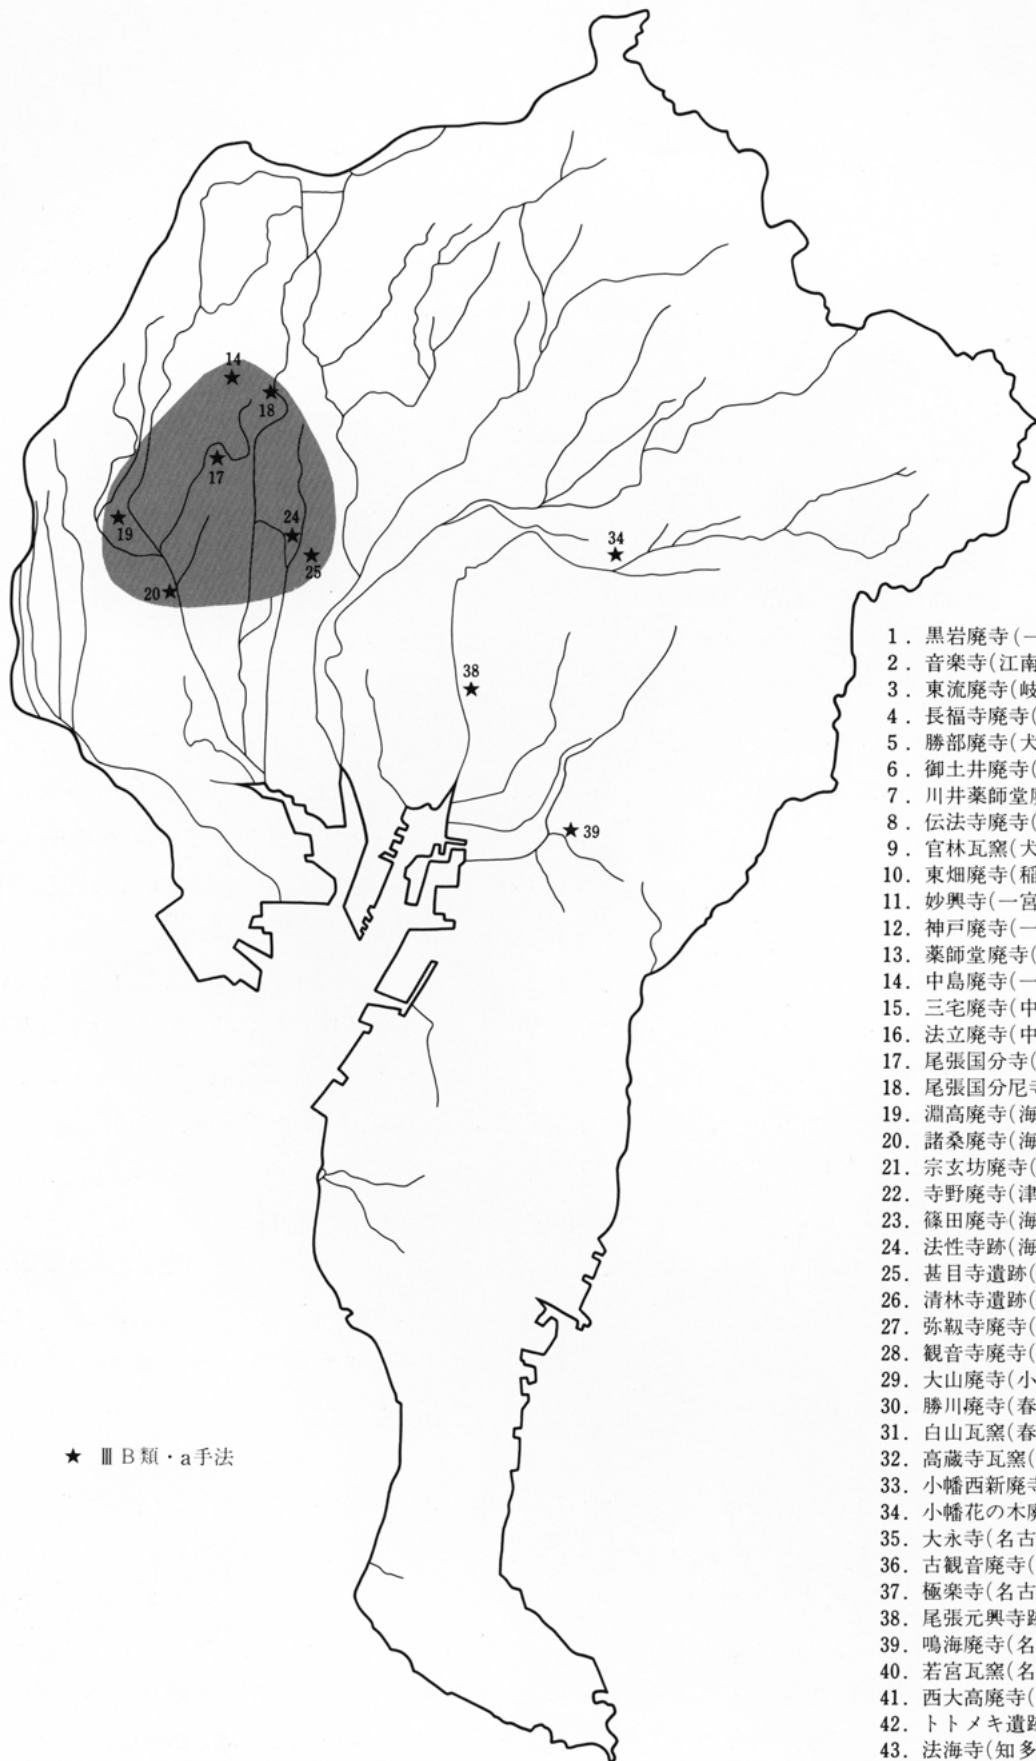 14
18
17
24
19
25
20
34
38
39
★ ⅢB類・a手法
1. 黒岩廃寺(一
2. 音楽寺(江南
3. 東流廃寺(岐
4. 長福寺廃寺(
5. 勝部廃寺(犬
6. 御土井廃寺(
7. 川井薬師堂廃
8. 伝法寺廃寺(
9. 官林瓦窯(犬
10. 東畑廃寺(稲
11. 妙興寺(一宮
12. 神戸廃寺(一
13. 薬師堂廃寺(
14. 中島廃寺(一
15. 三宅廃寺(中
16. 法立廃寺(中
17. 尾張国分寺(
18. 尾張国分尼寺
19. 淵高廃寺(海
20. 諸桑廃寺(海
21. 宗玄坊廃寺(
22. 寺野廃寺(津
23. 篠田廃寺(海
24. 法性寺跡(海
25. 甚目寺遺跡(
26. 清林寺遺跡(
27. 弥勒寺廃寺(
28. 観音寺廃寺(
29. 大山廃寺(小
30. 勝川廃寺(春
31. 白山瓦窯(春
32. 高蔵寺瓦窯(
33. 小幡西新廃寺
34. 小幡花の木廃
35. 大永寺(名古
36. 古観音廃寺(
37. 極楽寺(名古
38. 尾張元興寺跡
39. 鳴海廃寺(名
40. 若宮瓦窯(名
41. 西大高廃寺(
42. トトメキ遺跡
43. 法海寺(知多